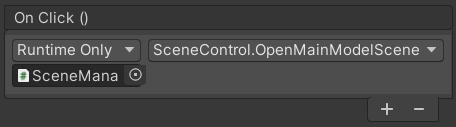 On Click ()
Runtime Only SceneControl.OpenMainModelScene
SceneMana
+ −